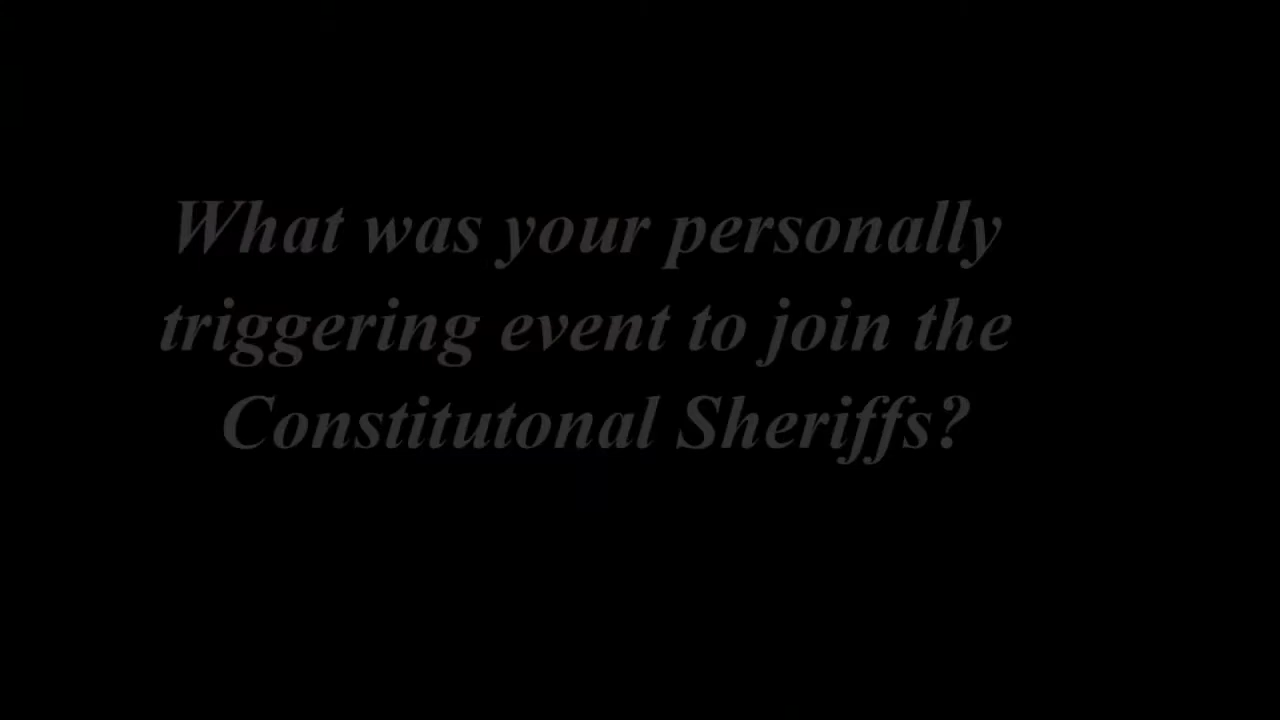 What was your personally
triggering event to join the
Constitutonal Sheriffs?